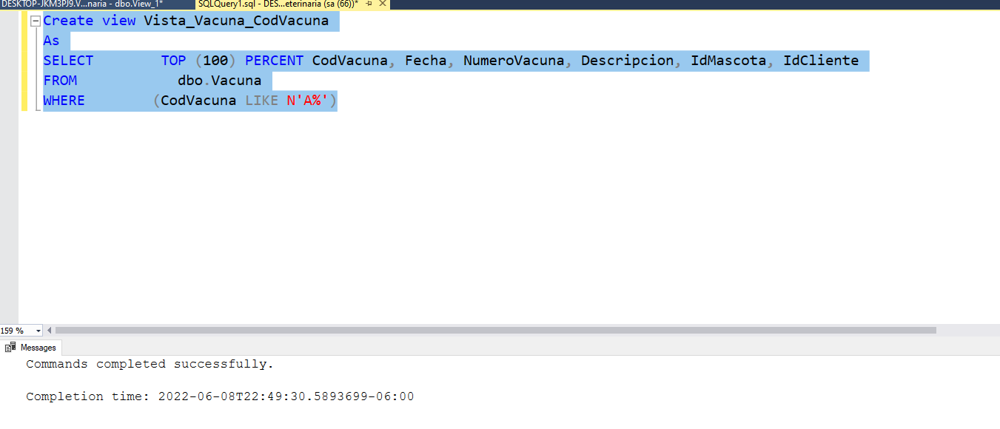 DESKTOP-JKM3PJ9.V...naria - dbo.View_1*
SQLQuery1.sql - DES...eterinaria (sa (66))*
Create view Vista_Vacuna_CodVacuna
As
SELECT TOP (100) PERCENT CodVacuna, Fecha, NumeroVacuna, Descripcion, IdMascota, IdCliente
FROM dbo.Vacuna
WHERE (CodVacuna LIKE N'A%')
159 %
Messages
Commands completed successfully.
Completion time: 2022-06-08T22:49:30.5893699-06:00